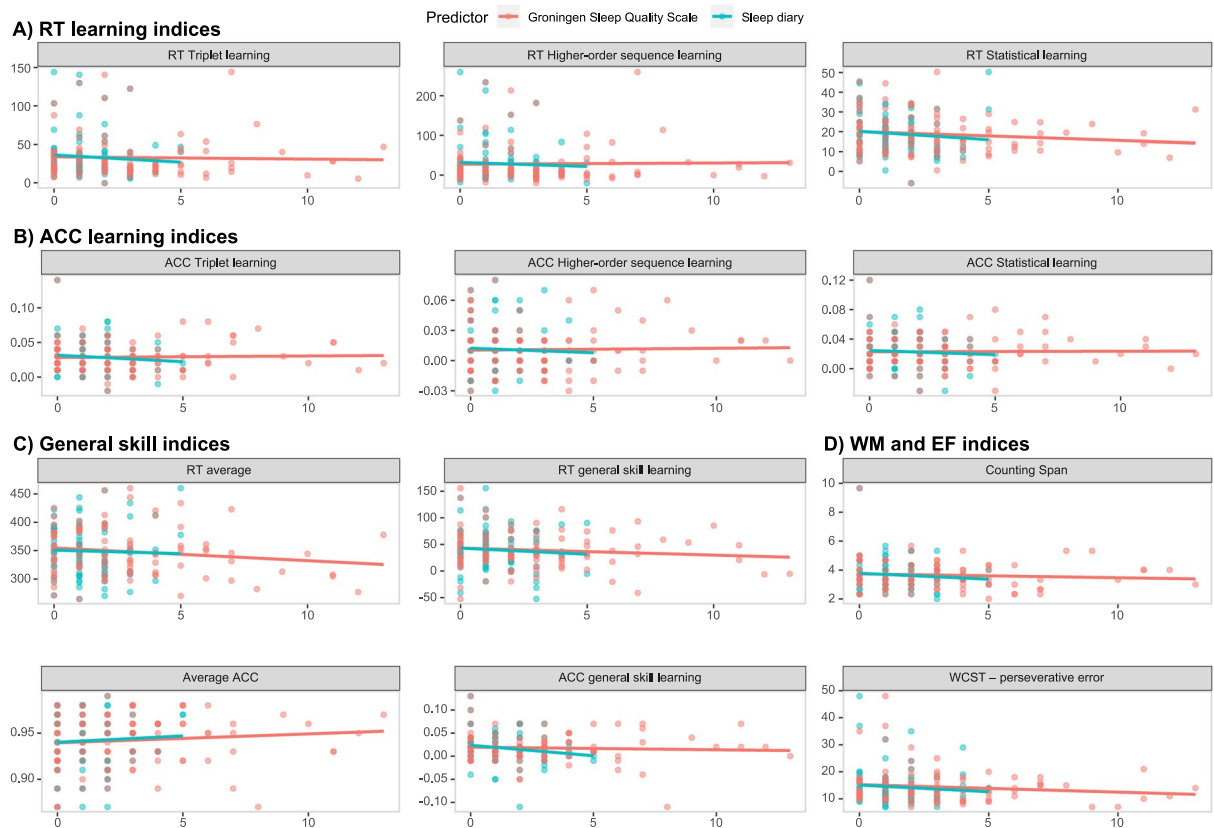 Predictor Groningen Sleep Quality Scale Sleep diary
A) RT learning indices
RT Triplet learning
150
100
50
0
0 5 10
RT Higher-order sequence learning
200
100
0
0 5 10
RT Statistical learning
50
40
30
20
10
0
0 5 10
B) ACC learning indices
ACC Triplet learning
0.10
0.05
0.00
0 5 10
ACC Higher-order sequence learning
0.06
0.03
0.00
-0.03
0 5 10
ACC Statistical learning
0.12
0.08
0.04
0.00
0 5 10
C) General skill indices
RT average
450
400
350
300
0 5 10
RT general skill learning
150
100
50
0
-50
0 5 10
D) WM and EF indices
Counting Span
10
8
6
4
2
0 5 10
Average ACC
0.95
0.90
0 5 10
ACC general skill learning
0.10
0.05
0.00
-0.05
-0.10
0 5 10
WCST – perseverative error
50
40
30
20
10
0 5 10